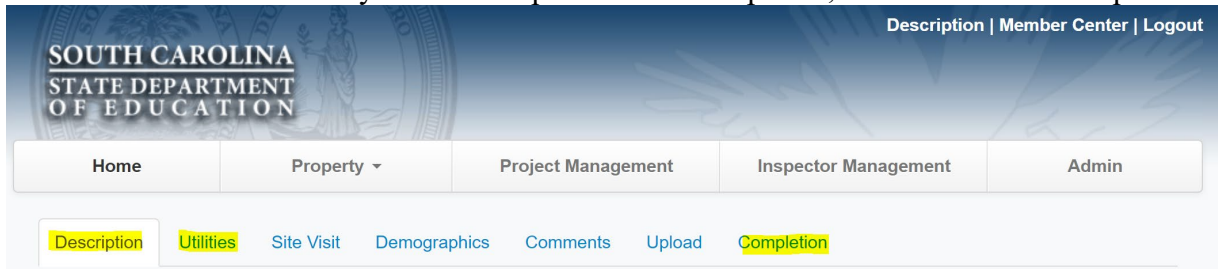 Description | Member Center | Logout
SOUTH CAROLINA
STATE DEPARTMENT
OF EDUCATION
Home Property Project Management Inspector Management Admin
Description Utilities Site Visit Demographics Comments Upload Completion